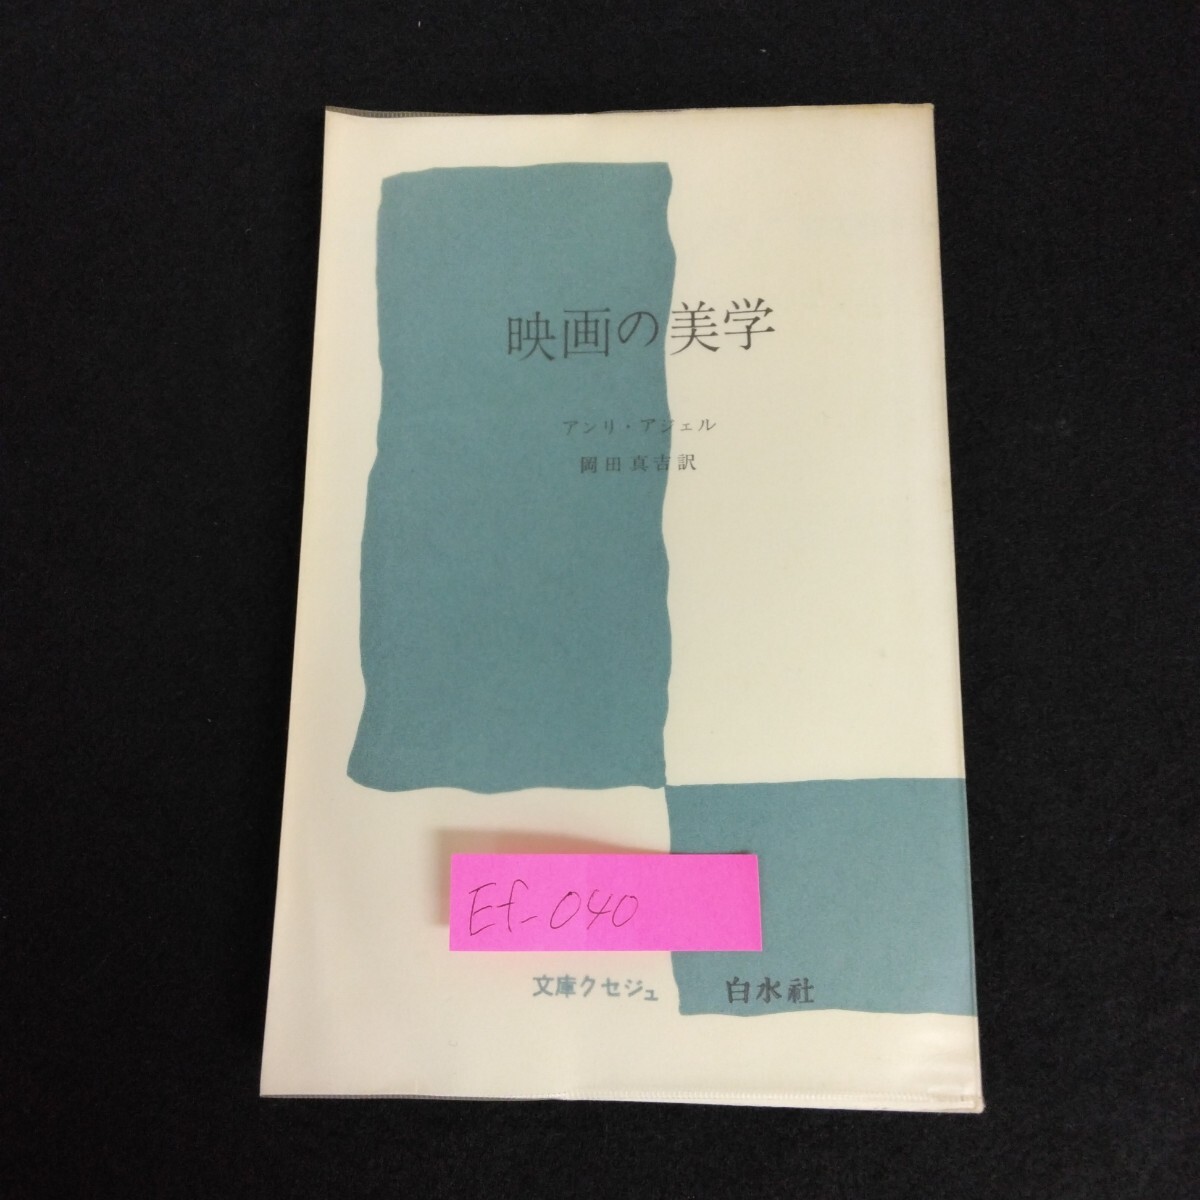 映画の美学
アンリ・アジェル
岡田真吉訳
Ef-040
文庫クセジュ
白水社